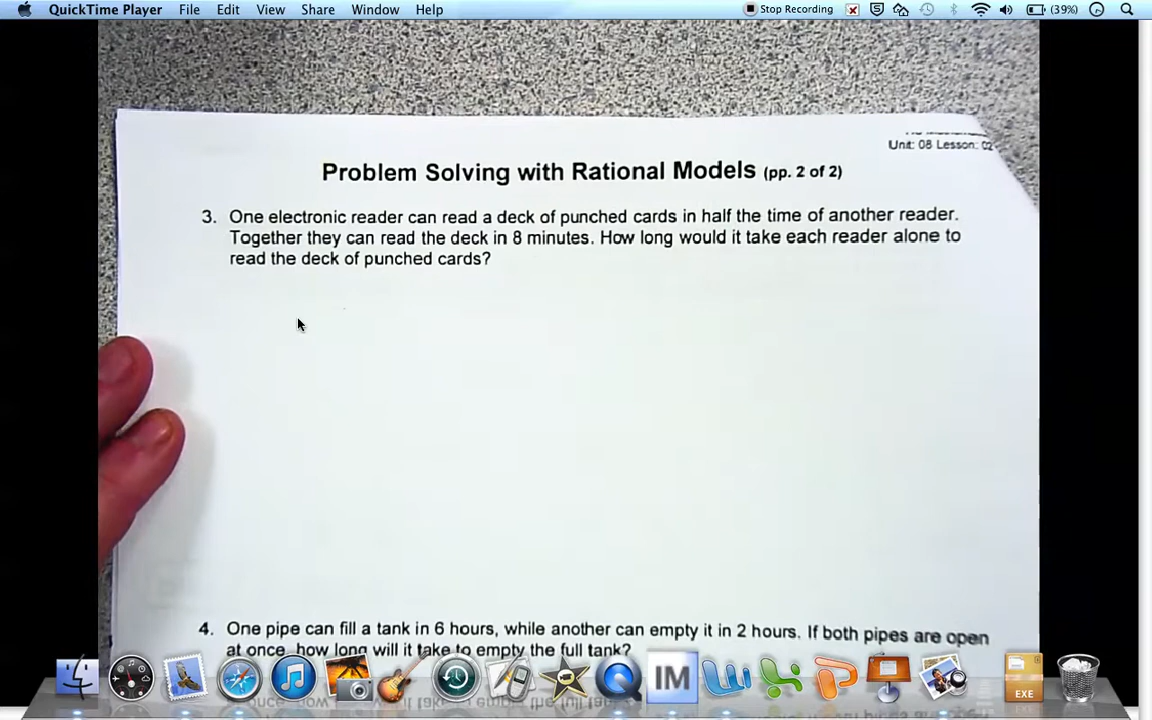 QuickTime Player File Edit View Share Window Help Stop Recording (39%)
Unit: 08 Lesson: 02
Problem Solving with Rational Models (pp. 2 of 2)
3. One electronic reader can read a deck of punched cards in half the time of another reader.
Together they can read the deck in 8 minutes. How long would it take each reader alone to
read the deck of punched cards?
4. One pipe can fill a tank in 6 hours, while another can empty it in 2 hours. If both pipes are open
at once, how long will it take to empty the full tank?
IM
EXE